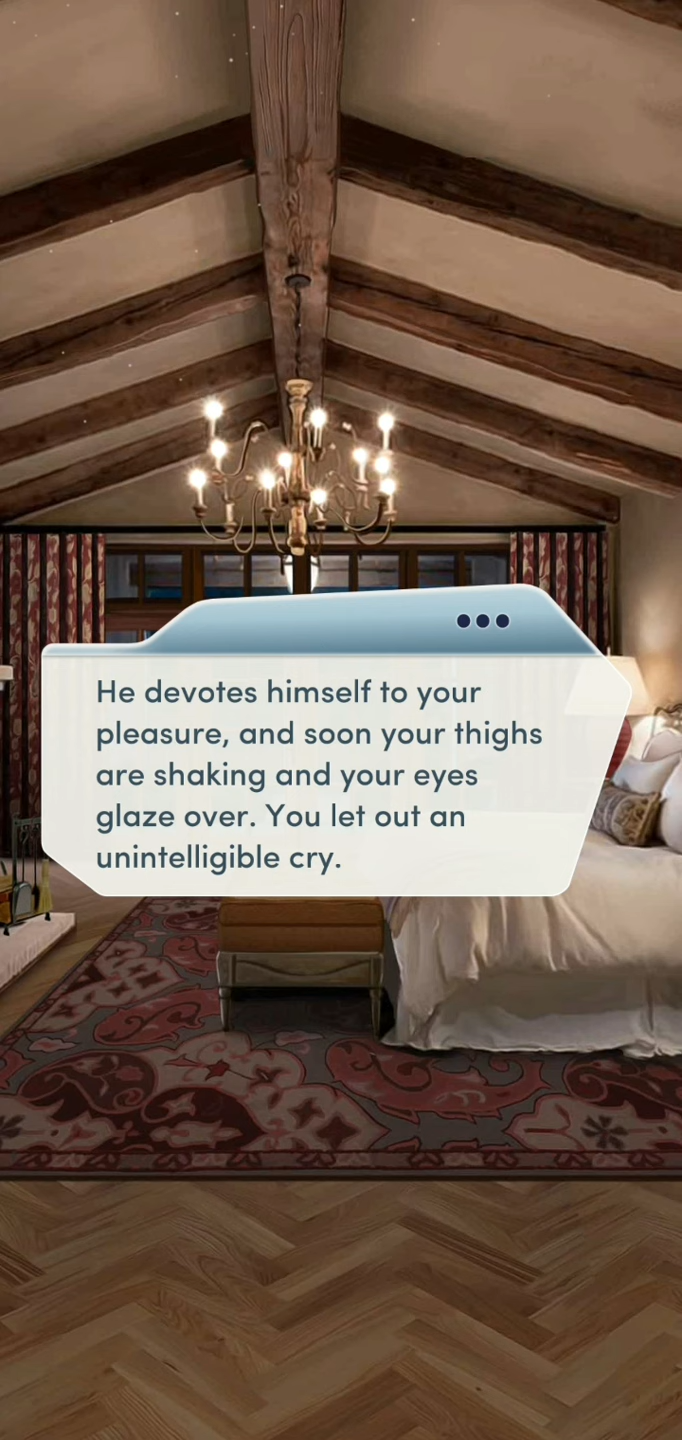 He devotes himself to your
pleasure, and soon your thighs
are shaking and your eyes
glaze over. You let out an
unintelligible cry.